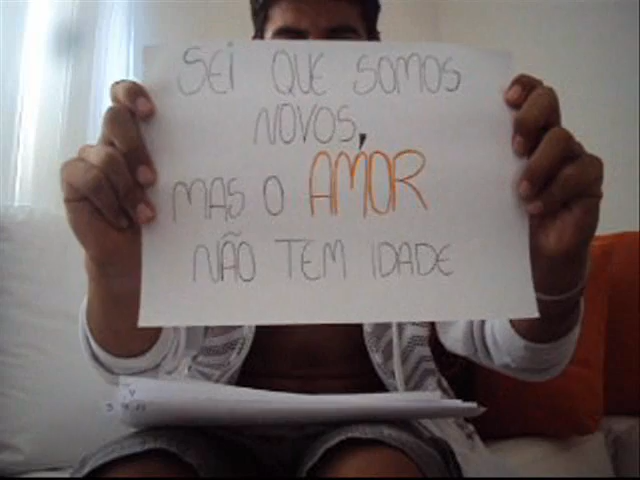 SEi QUE SOMOS
NOVOS,
MAS O AMOR
NÃO TEM IDADE